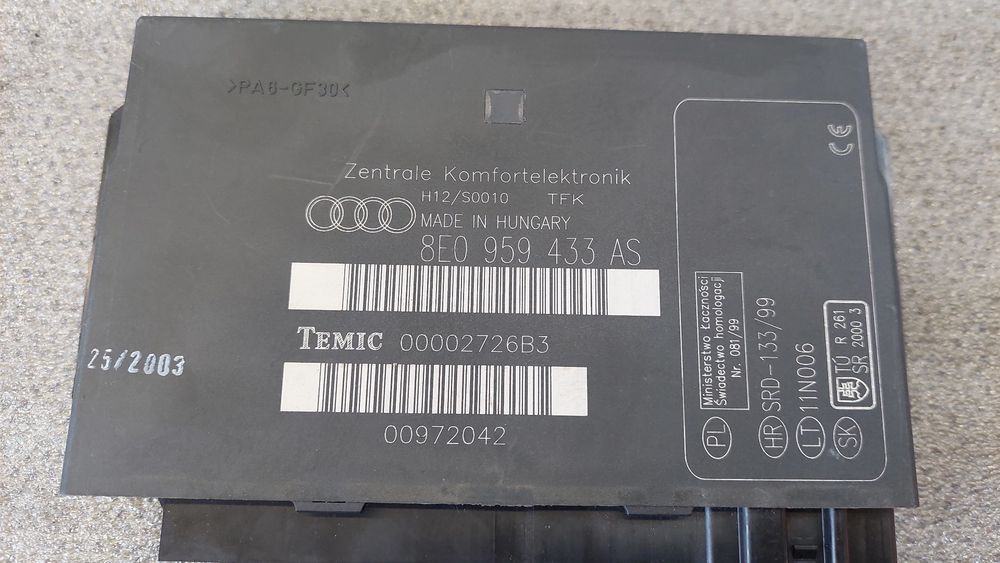 >PA6-GF30<
Zentrale Komfortelektronik
H12/S0010 TFK
MADE IN HUNGARY
8E0 959 433 AS
TEMIC 00002726B3
25/2003
00972042
CE
PL Ministerstwo Łaczności
Świadectwo homologacji
Nr. 081/99
HR SRD-133/99
LT 11N006
SK TÚ R 261
SR 2000 3